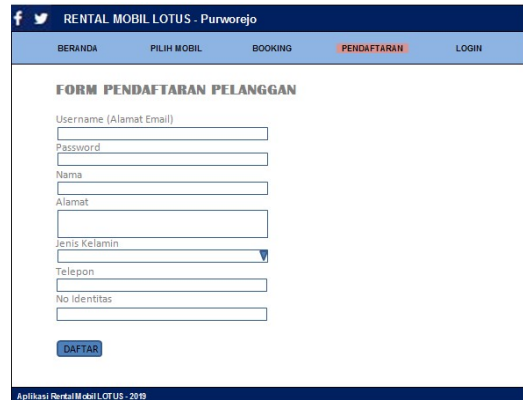 RENTAL MOBIL LOTUS - Purworejo
BERANDA PILIH MOBIL BOOKING PENDAFTARAN LOGIN
FORM PENDAFTARAN PELANGGAN
Username (Alamat Email)
Password
Nama
Alamat
Jenis Kelamin
Telepon
No Identitas
DAFTAR
Aplikasi Rental Mobil LOTUS - 2019